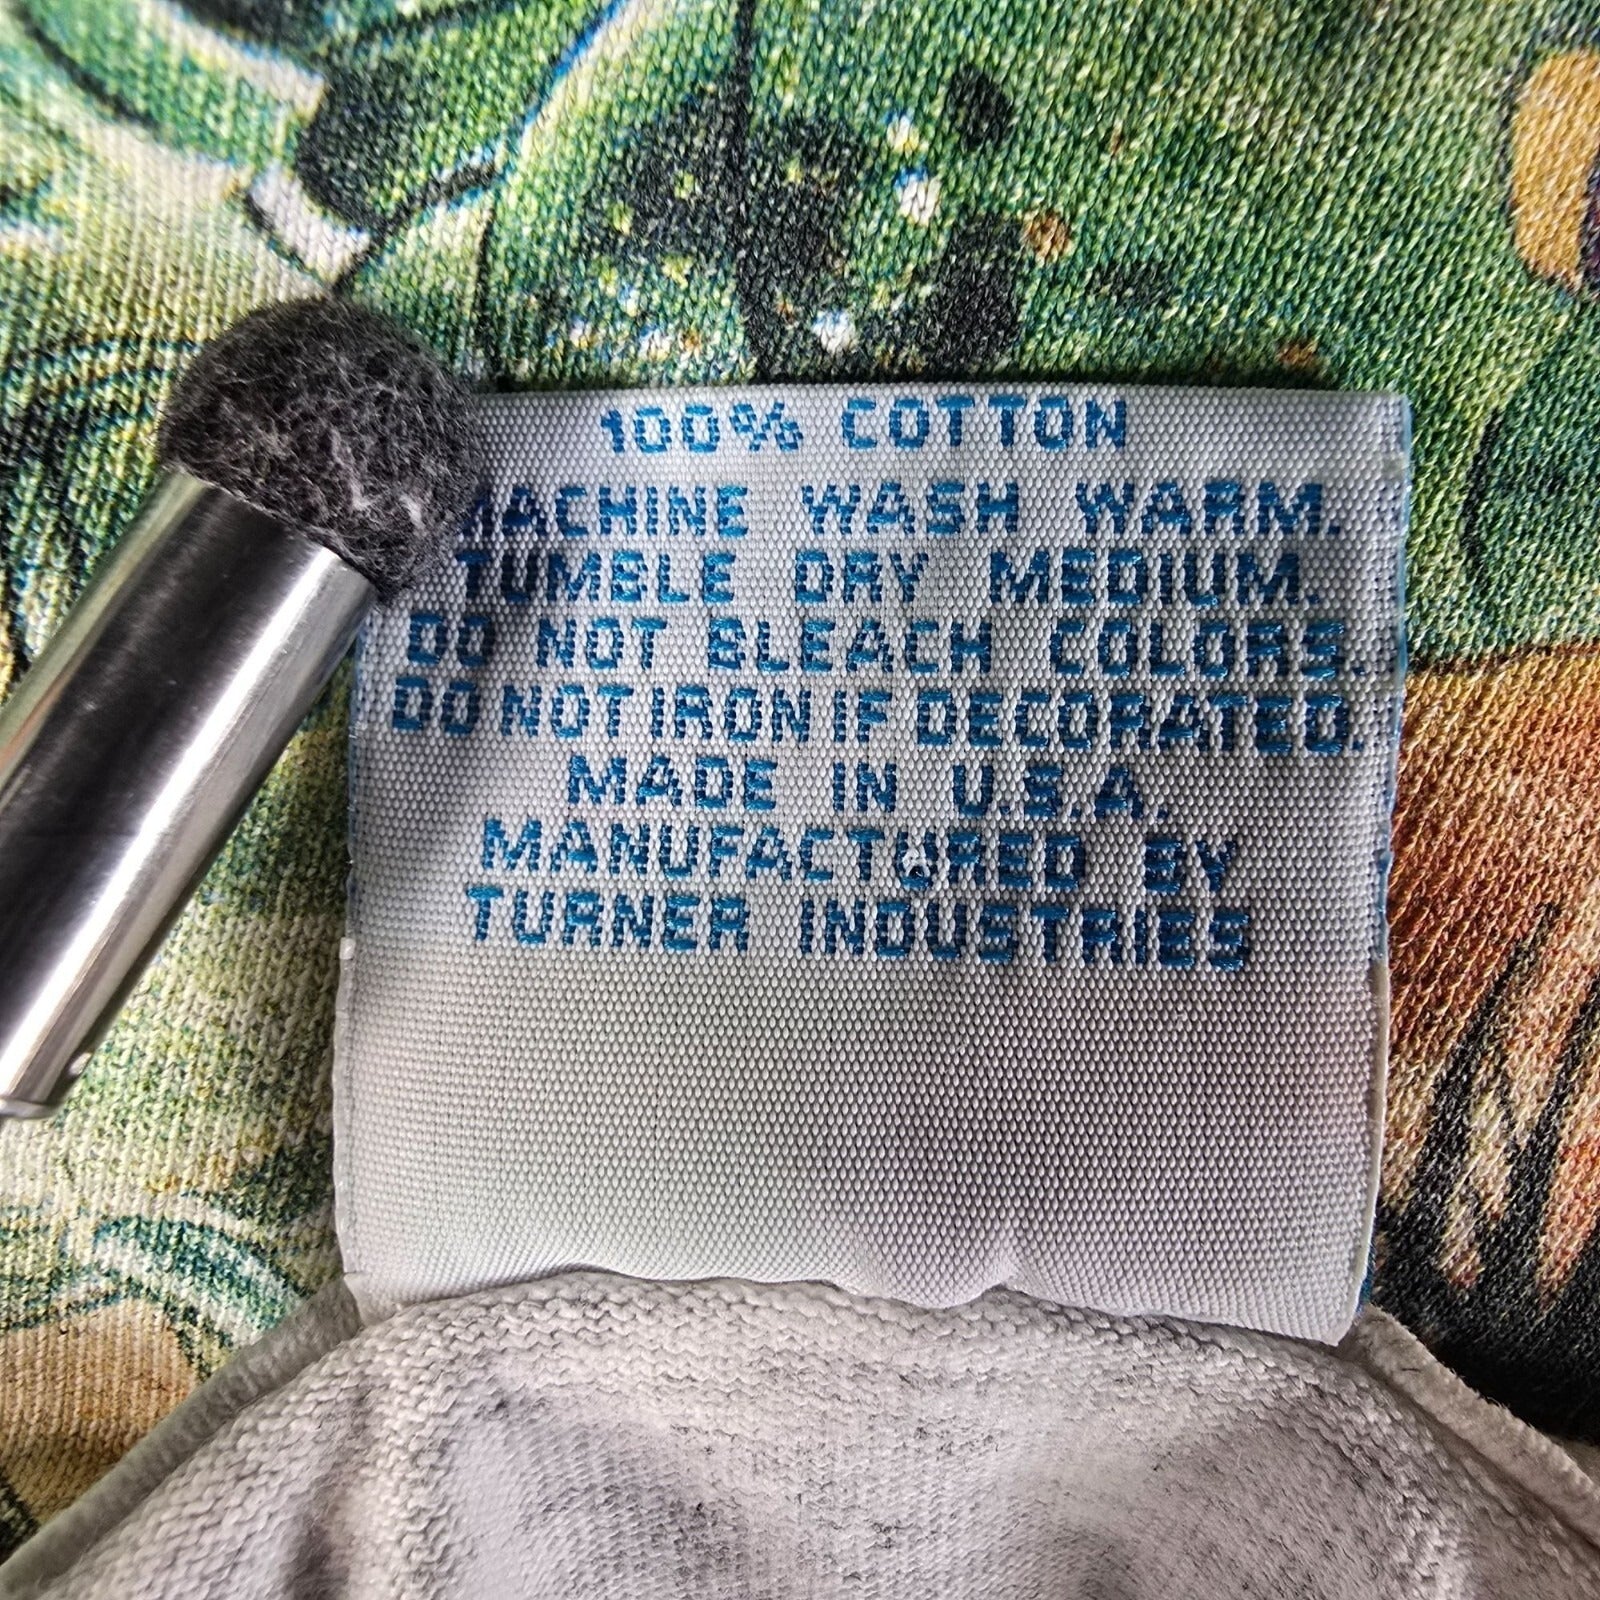 100% COTTON
MACHINE WASH WARM.
TUMBLE DRY MEDIUM.
DO NOT BLEACH COLORS.
DO NOT IRON IF DECORATED.
MADE IN U.S.A.
MANUFACTURED BY
TURNER INDUSTRIES